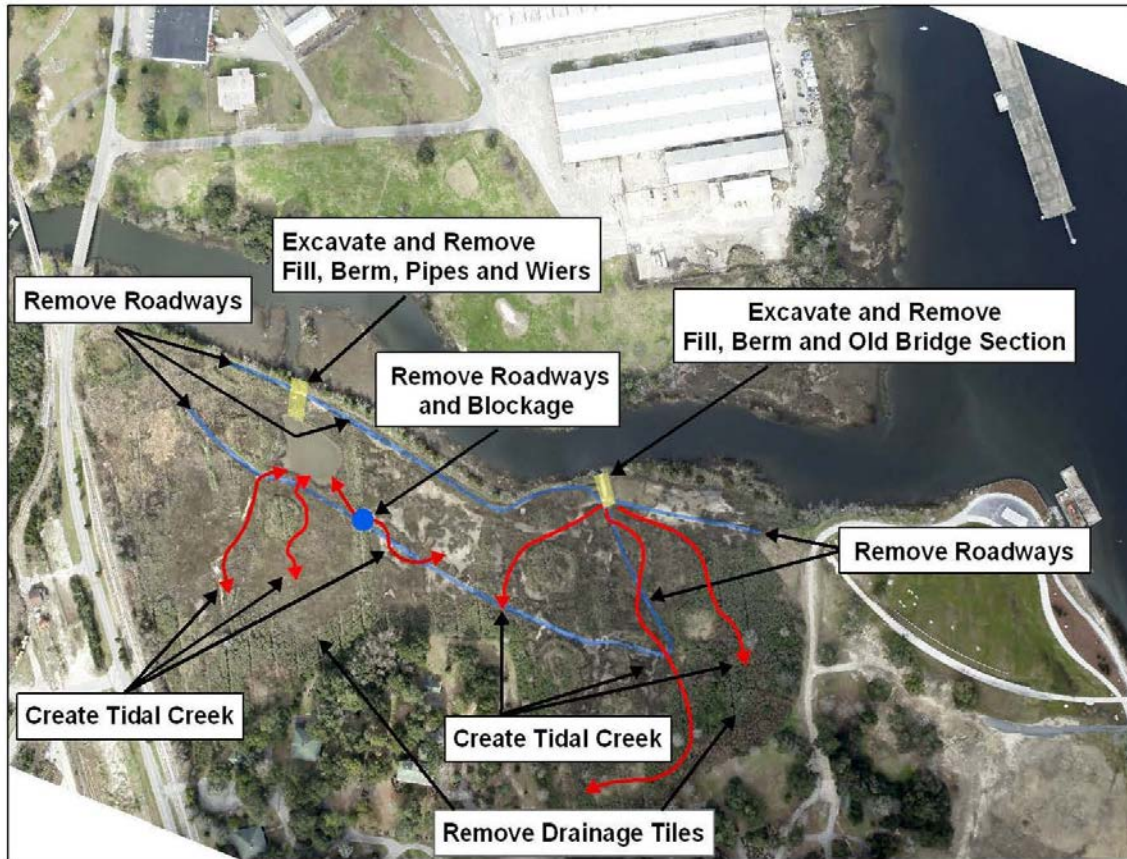 Excavate and Remove
Fill, Berm, Pipes and Wiers
Remove Roadways
Excavate and Remove
Fill, Berm and Old Bridge Section
Remove Roadways
and Blockage
Remove Roadways
Create Tidal Creek
Create Tidal Creek
Remove Drainage Tiles